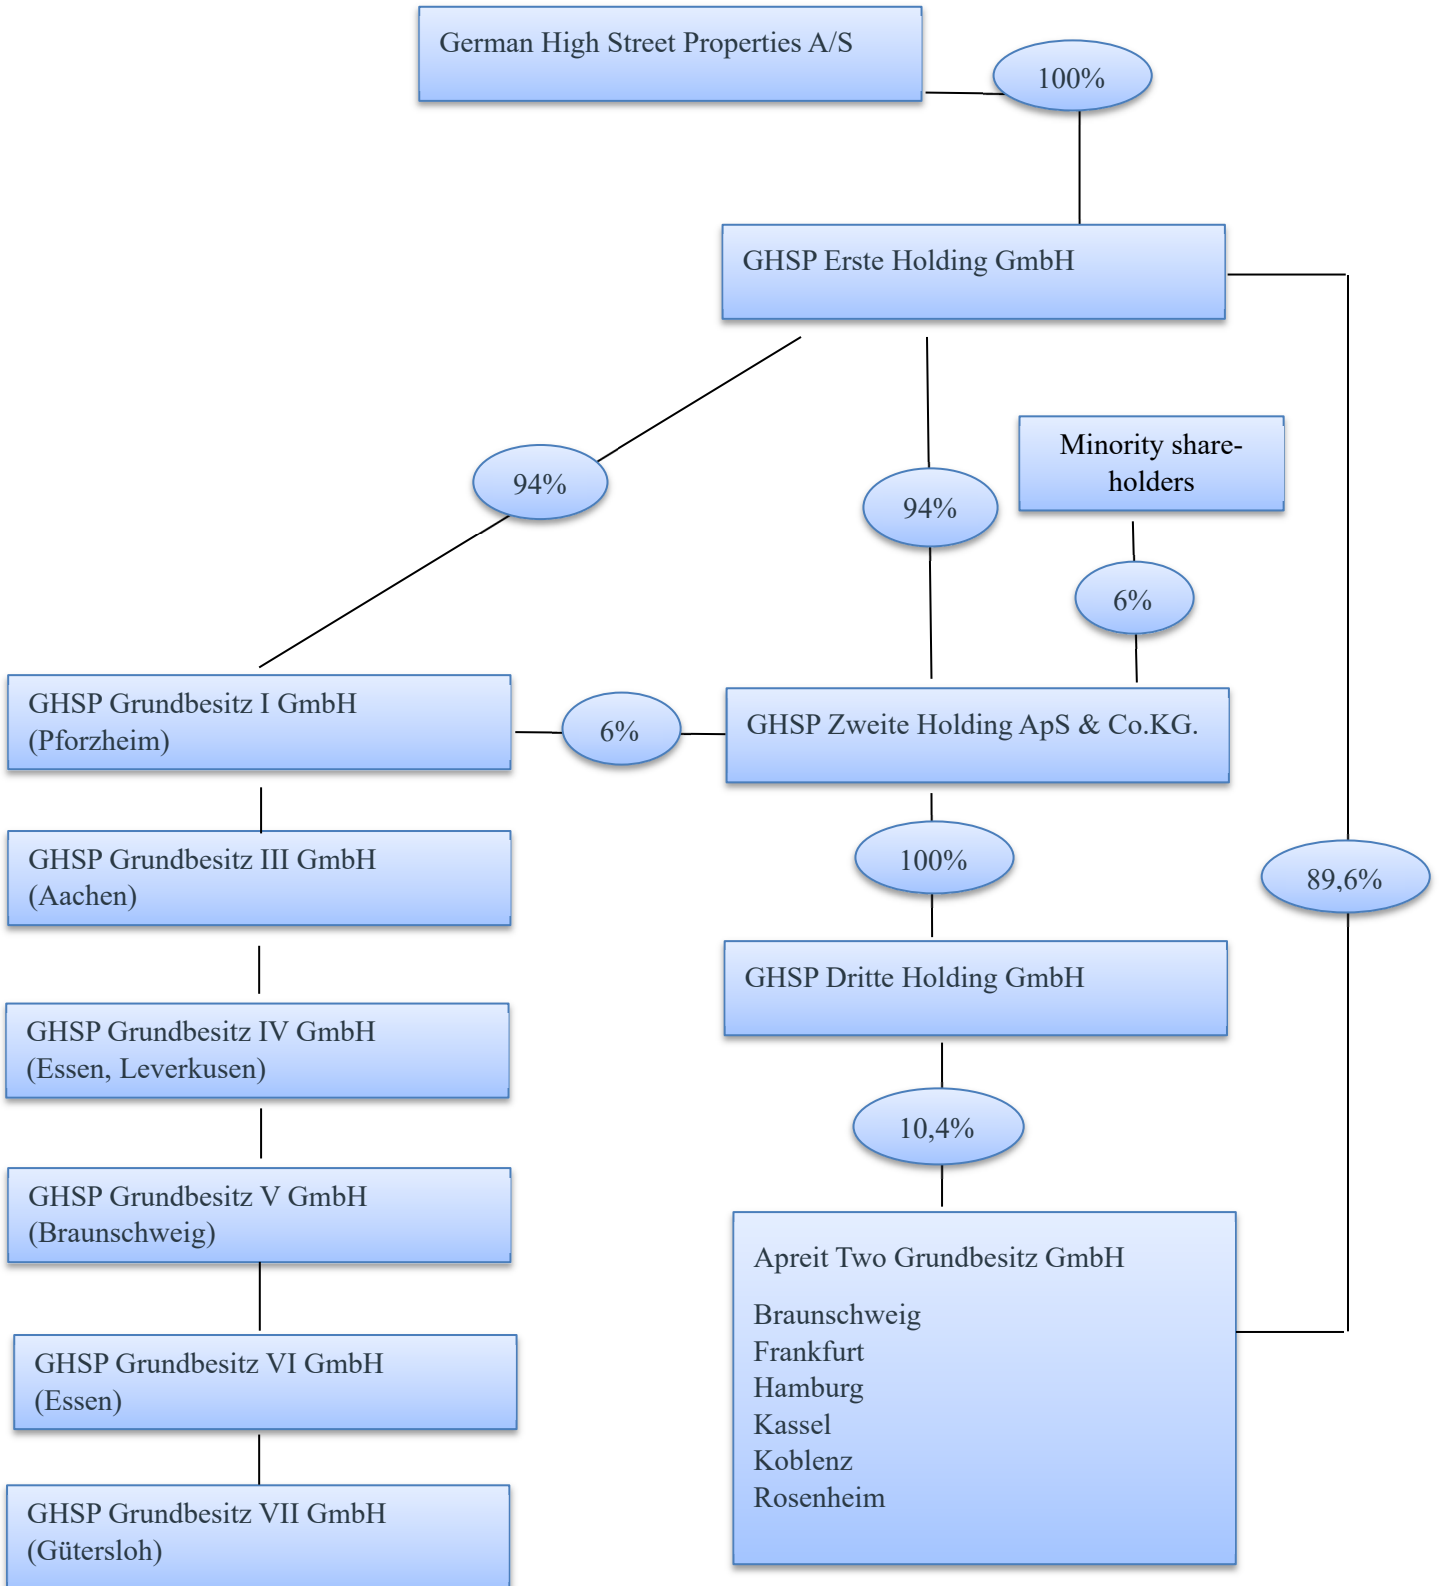 German High Street Properties A/S
100%
GHSP Erste Holding GmbH
Minority share-
holders
94%
94%
6%
GHSP Grundbesitz I GmbH
(Pforzheim)
6%
GHSP Zweite Holding ApS & Co.KG.
GHSP Grundbesitz III GmbH
(Aachen)
100%
89,6%
GHSP Dritte Holding GmbH
GHSP Grundbesitz IV GmbH
(Essen, Leverkusen)
10,4%
GHSP Grundbesitz V GmbH
(Braunschweig)
Apreit Two Grundbesitz GmbH
Braunschweig
Frankfurt
Hamburg
Kassel
Koblenz
Rosenheim
GHSP Grundbesitz VI GmbH
(Essen)
GHSP Grundbesitz VII GmbH
(Gütersloh)